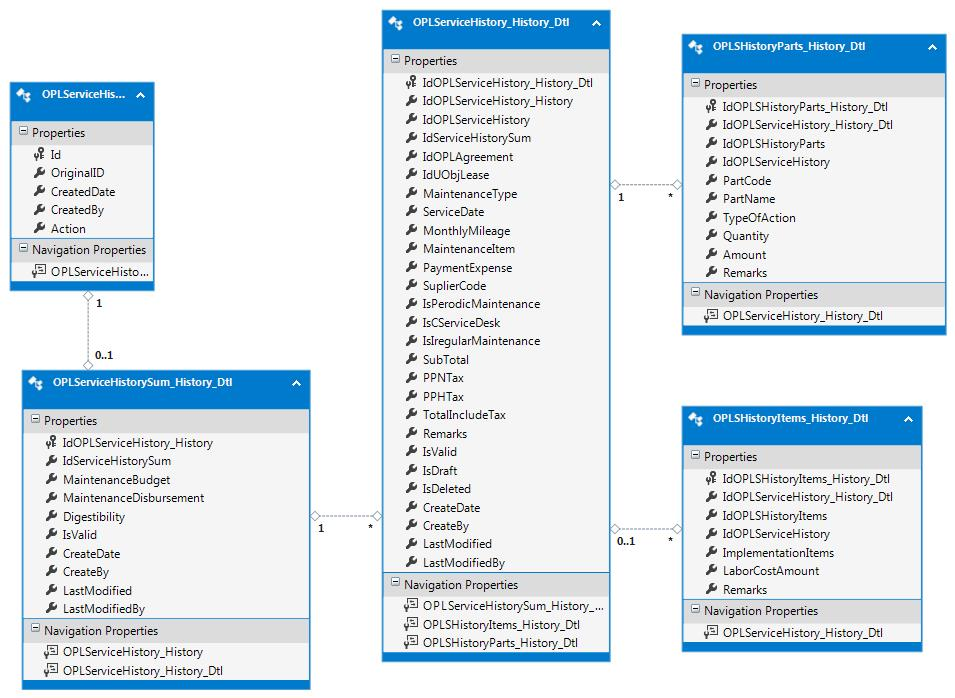 OPLServiceHis...
Properties
Id
OriginalID
CreatedDate
CreatedBy
Action
Navigation Properties
OPLServiceHisto...
1
0..1
OPLServiceHistorySum_History_Dtl
Properties
IdOPLServiceHistory_History
IdServiceHistorySum
MaintenanceBudget
MaintenanceDisbursement
Digestibility
IsValid
CreateDate
CreateBy
LastModified
LastModifiedBy
Navigation Properties
OPLServiceHistory_History
OPLServiceHistory_History_Dtl
1
*
OPLServiceHistory_History_Dtl
Properties
IdOPLServiceHistory_History_Dtl
IdOPLServiceHistory_History
IdOPLServiceHistory
IdServiceHistorySum
IdOPLAgreement
IdUObjLease
MaintenanceType
ServiceDate
MonthlyMileage
MaintenanceItem
PaymentExpense
SuplierCode
IsPerodicMaintenance
IsCServiceDesk
IsIregularMaintenance
SubTotal
PPNTax
PPHTax
TotalIncludeTax
Remarks
IsValid
IsDraft
IsDeleted
CreateDate
CreateBy
LastModified
LastModifiedBy
Navigation Properties
OPLServiceHistorySum_History_...
OPLSHistoryItems_History_Dtl
OPLSHistoryParts_History_Dtl
1
*
OPLSHistoryParts_History_Dtl
Properties
IdOPLSHistoryParts_History_Dtl
IdOPLServiceHistory_History_Dtl
IdOPLSHistoryParts
IdOPLServiceHistory
PartCode
PartName
TypeOfAction
Quantity
Amount
Remarks
Navigation Properties
OPLServiceHistory_History_Dtl
0..1
*
OPLSHistoryItems_History_Dtl
Properties
IdOPLSHistoryItems_History_Dtl
IdOPLServiceHistory_History_Dtl
IdOPLSHistoryItems
IdOPLServiceHistory
ImplementationItems
LaborCostAmount
Remarks
Navigation Properties
OPLServiceHistory_History_Dtl